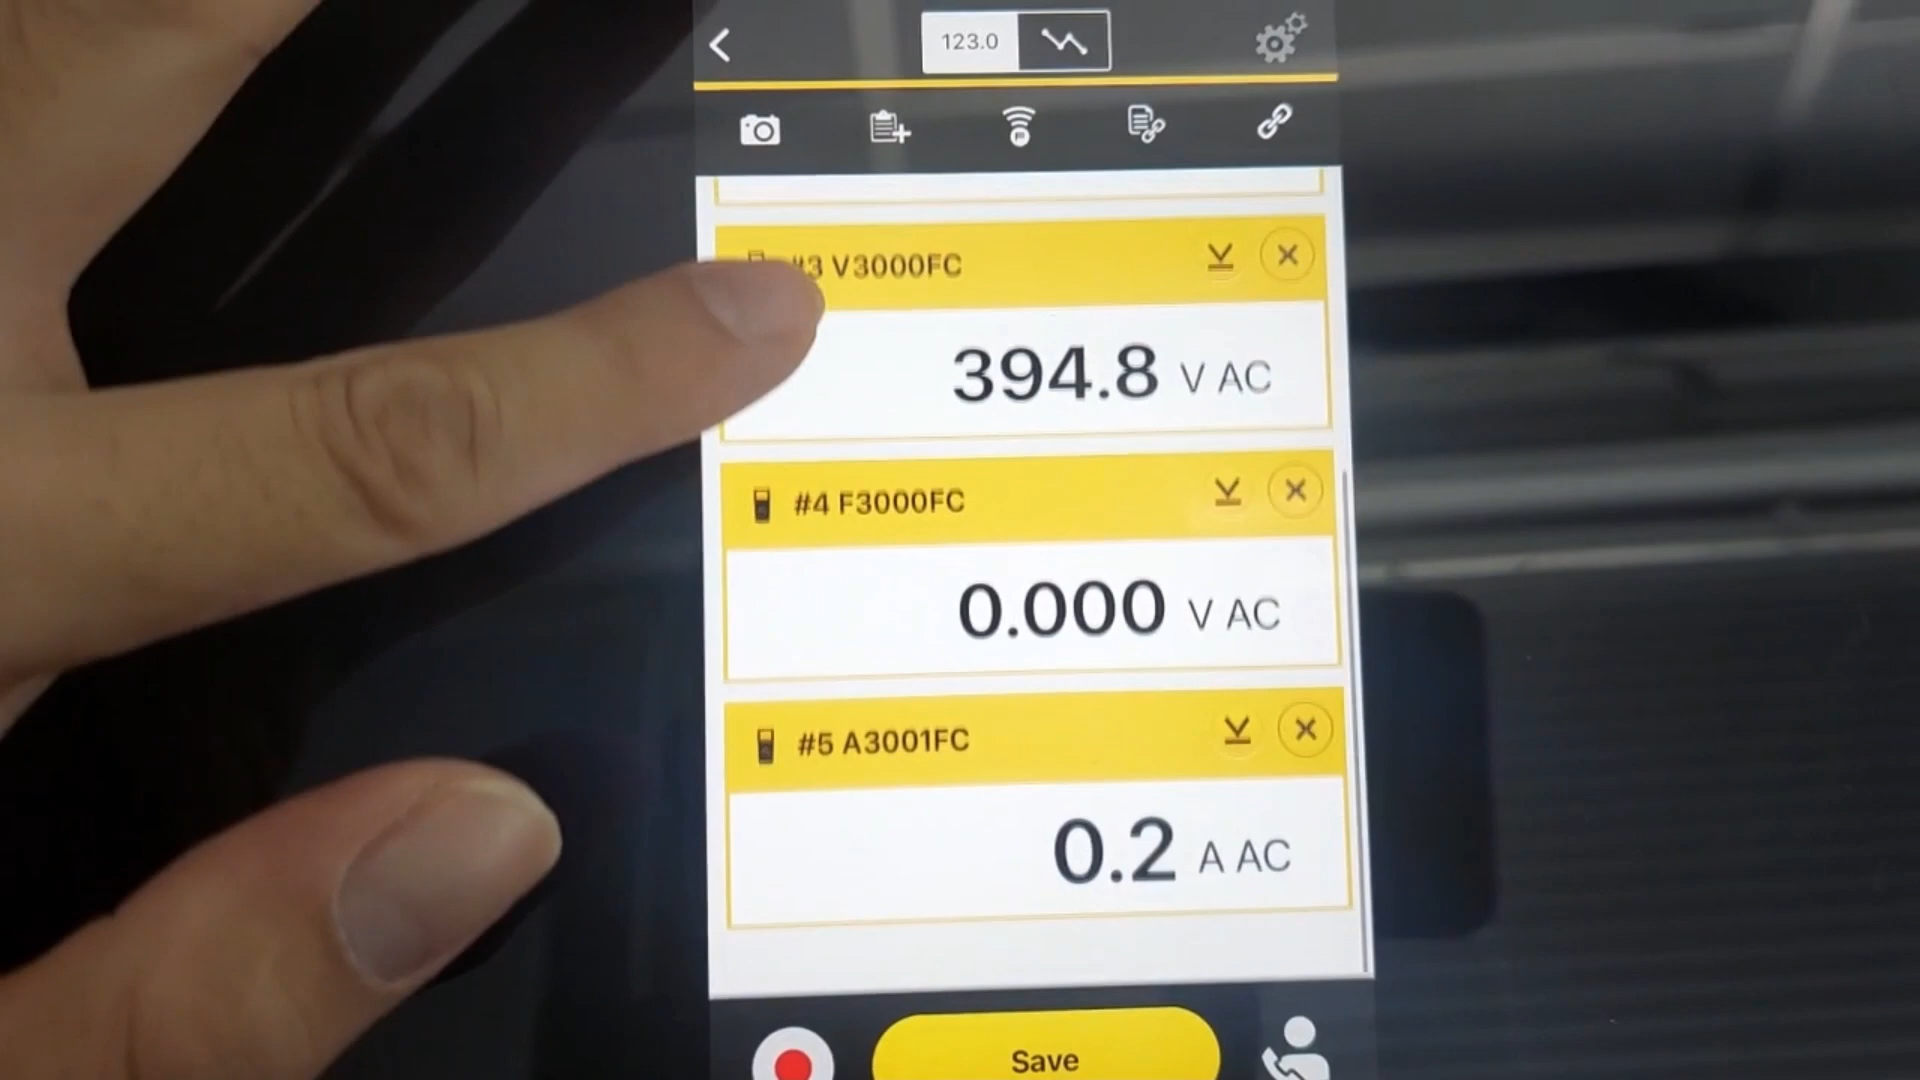 123.0
#3 V3000FC
394.8 V AC
#4 F3000FC
0.000 V AC
#5 A3001FC
0.2 A AC
Save